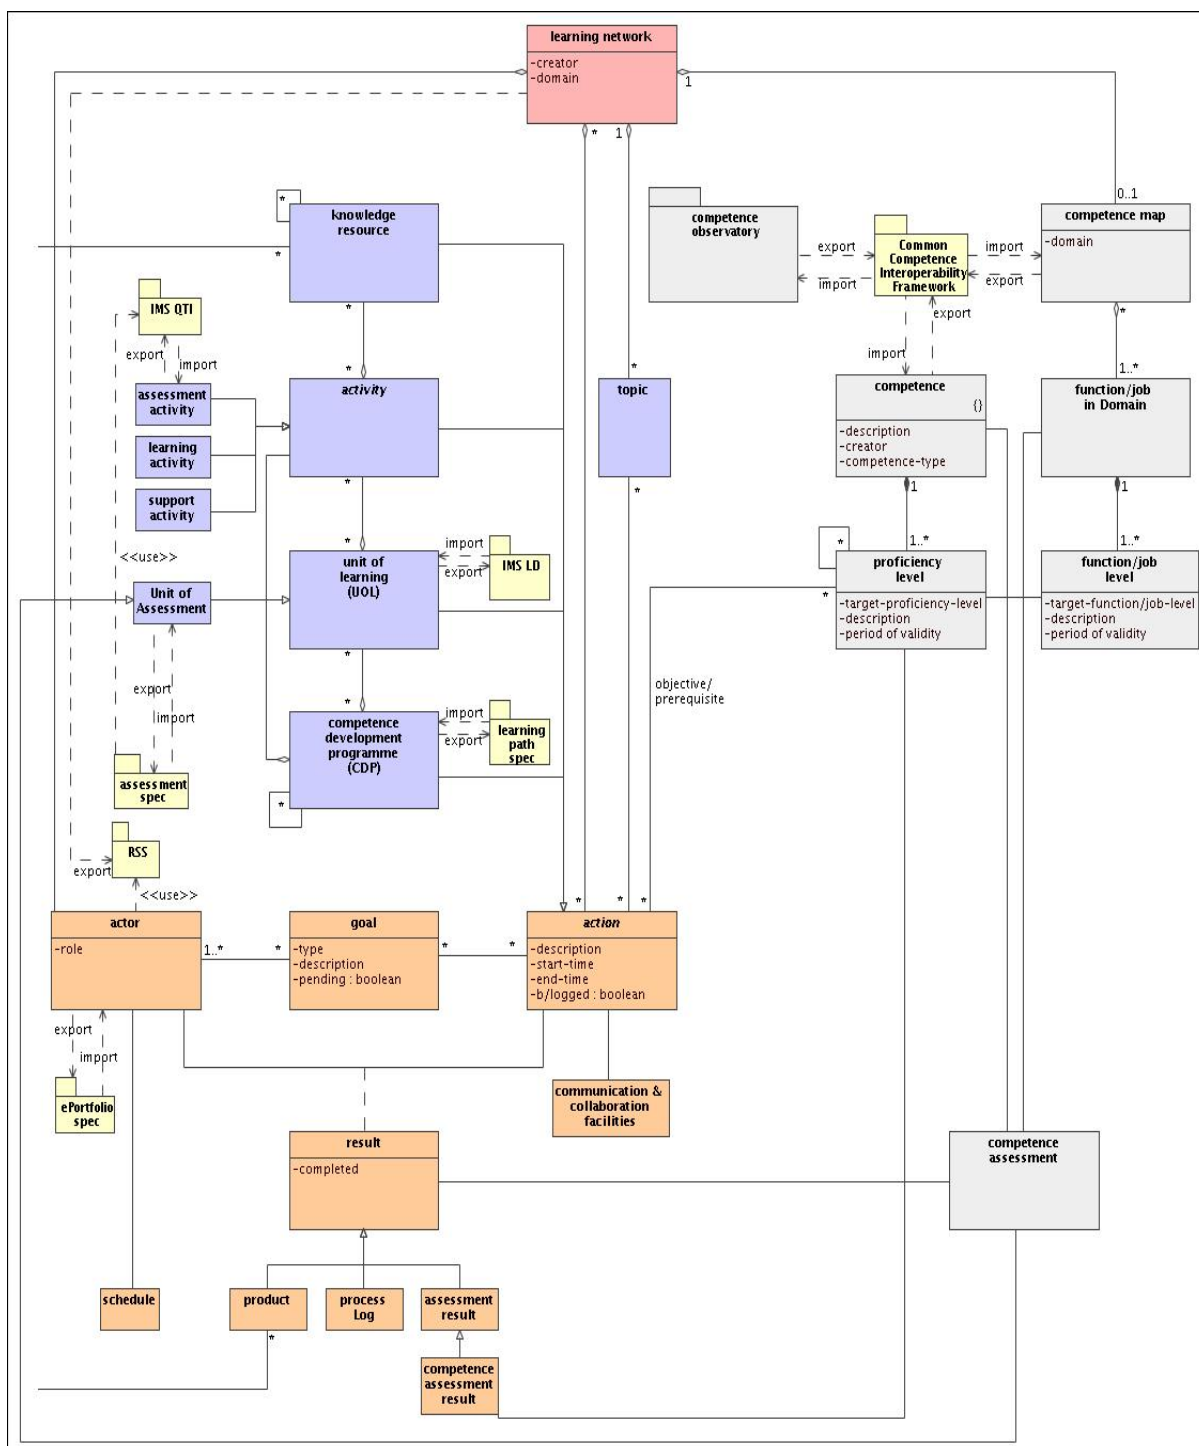 learning network
-creator
-domain
1
*
1
0..1
*
knowledge
resource
*
competence
observatory
export
import
Common
Competence
Interoperability
Framework
import
export
competence map
-domain
IMS QTI
export
import
*
*
*
import
export
*
1..*
assessment
activity
learning
activity
support
activity
activity
*
topic
*
competence
{}
-description
-creator
-competence-type
1
function/job
in Domain
1
<<use>>
*
*
1..*
1..*
Unit of
Assessment
unit of
learning
(UOL)
*
import
export
IMS LD
*
proficiency
level
-target-proficiency-level
-description
-period of validity
function/job
level
-target-function/job-level
-description
-period of validity
export
import
objective/
prerequisite
*
competence
development
programme
(CDP)
*
import
export
learning
path
spec
assessment
spec
RSS
export
<<use>>
*
*
*
actor
-role
1..*
*
goal
-type
-description
-pending : boolean
*
*
action
-description
-start-time
-end-time
-b/logged : boolean
export
import
ePortfolio
spec
communication &
collaboration
facilities
result
-completed
competence
assessment
schedule
product
*
process
Log
assessment
result
competence
assessment
result